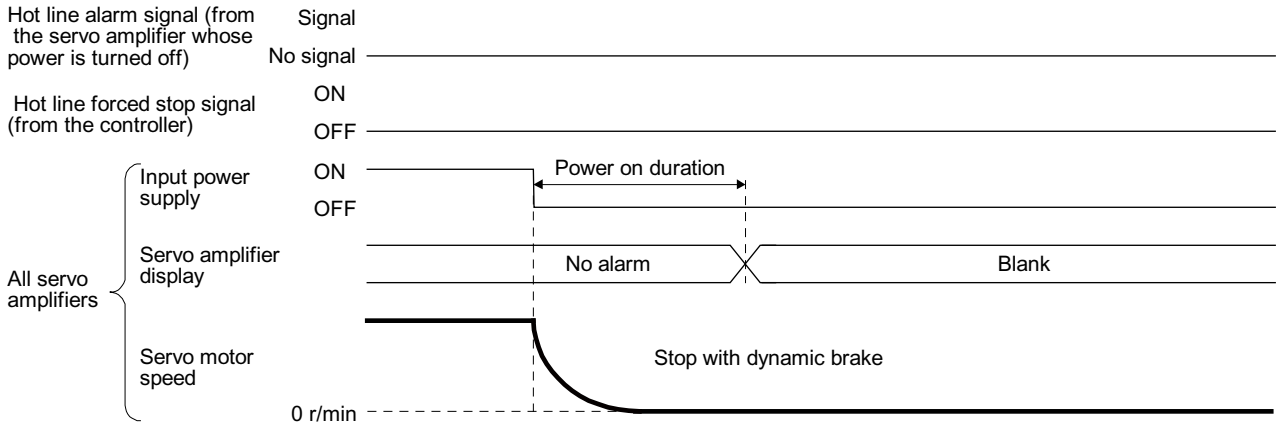 Hot line alarm signal (from
the servo amplifier whose
power is turned off)
Signal
No signal
Hot line forced stop signal
(from the controller)
ON
OFF
All servo
amplifiers
Input power
supply
ON
OFF
Power on duration
Servo amplifier
display
No alarm
Blank
Servo motor
speed
Stop with dynamic brake
0 r/min